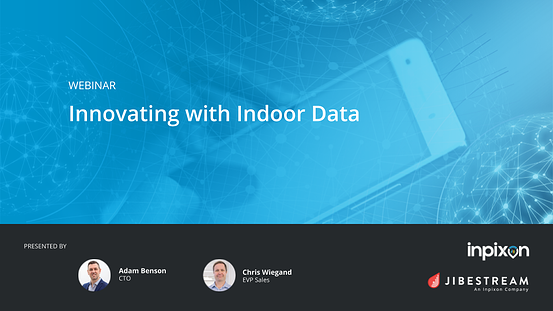 WEBINAR
Innovating with Indoor Data
PRESENTED BY
Adam Benson
CTO
Chris Wiegand
EVP Sales
inpixon
JIBESTREAM
An Inpixon Company